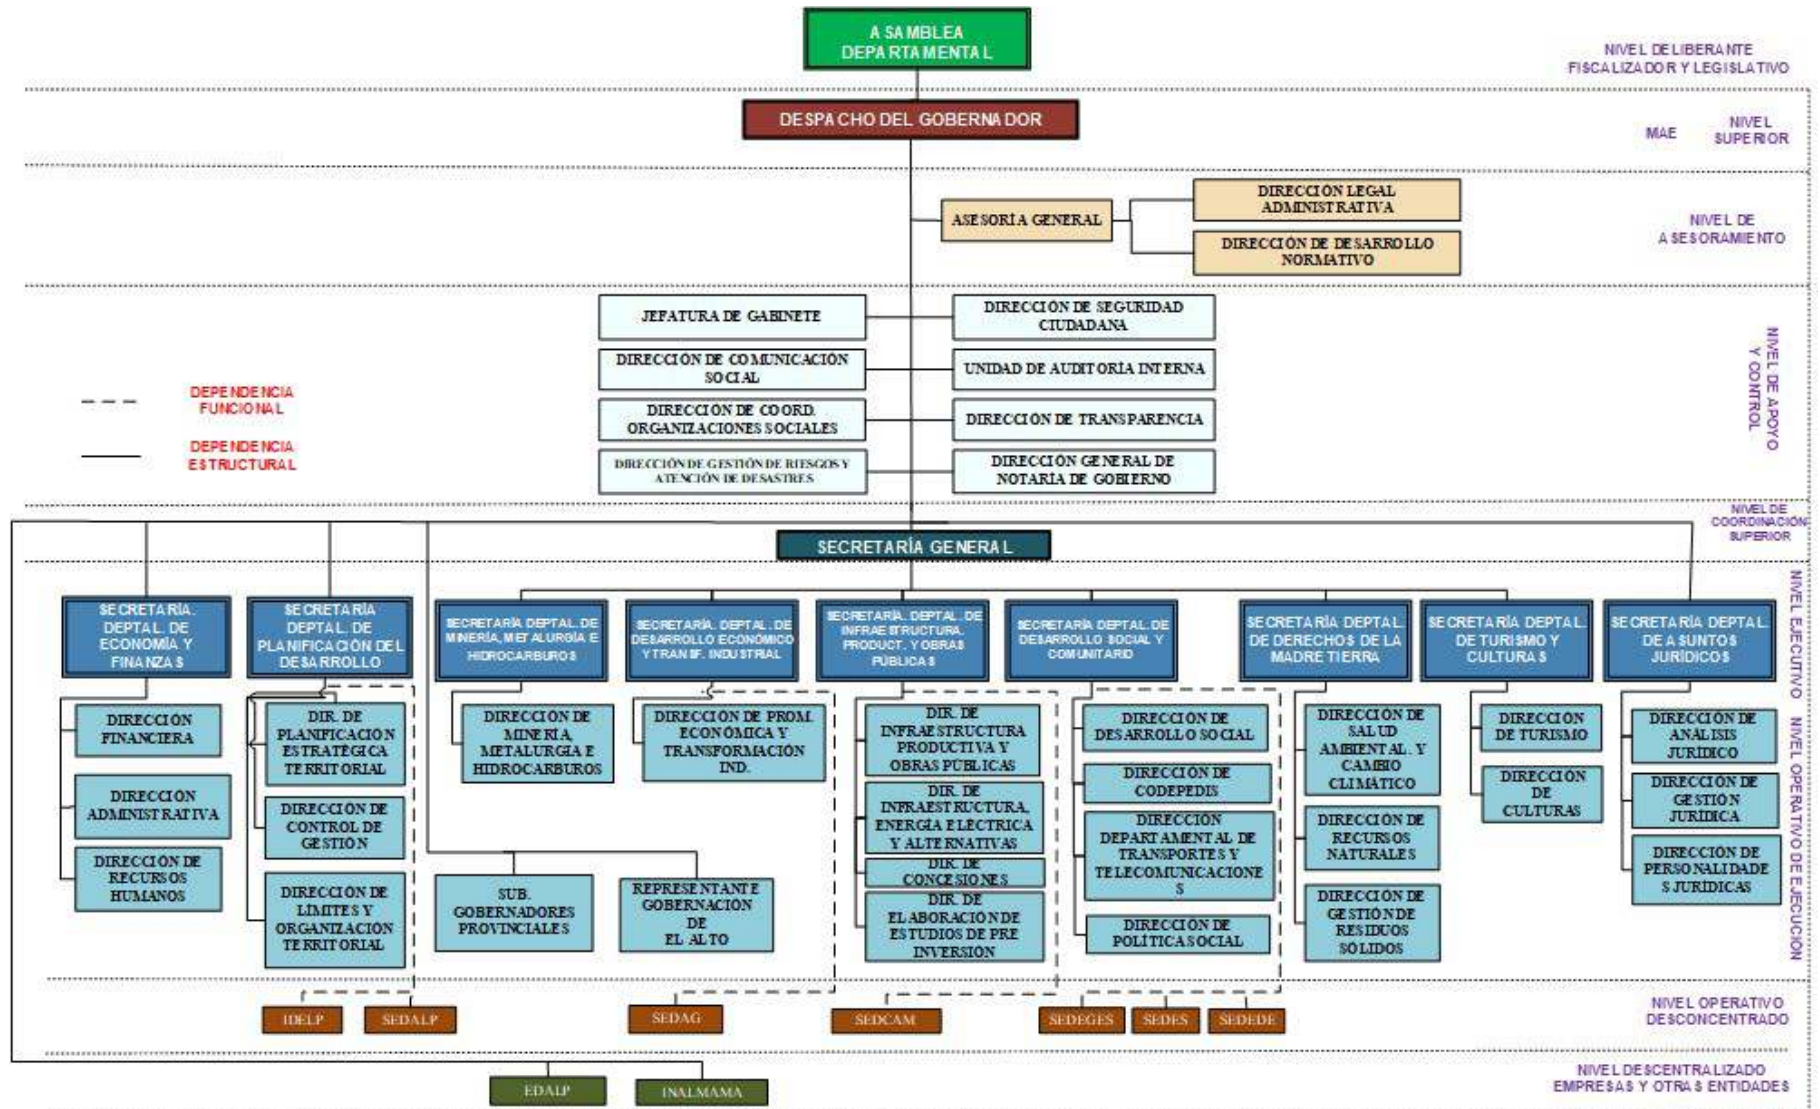 ASAMBLEA
DEPARTAMENTAL
NIVEL DELIBERANTE
FISCALIZADOR Y LEGISLATIVO
DESPACHO DEL GOBERNADOR
MAE
NIVEL
SUPERIOR
ASESORÍA GENERAL
DIRECCIÓN LEGAL
ADMINISTRATIVA
DIRECCIÓN DE DESARROLLO
NORMATIVO
NIVEL DE
ASESORAMIENTO
JEFATURA DE GABINETE
DIRECCIÓN DE SEGURIDAD
CIUDADANA
DIRECCIÓN DE COMUNICACIÓN
SOCIAL
UNIDAD DE AUDITORÍA INTERNA
DIRECCIÓN DE COORD.
ORGANIZACIONES SOCIALES
DIRECCIÓN DE TRANSPARENCIA
DIRECCIÓN DE GESTIÓN DE RIESGOS Y
ATENCIÓN DE DESASTRES
DIRECCIÓN GENERAL DE
NOTARÍA DE GOBIERNO
NIVEL DE APOYO
Y CONTROL
DEPENDENCIA
FUNCIONAL
DEPENDENCIA
ESTRUCTURAL
NIVEL DE
COORDINACIÓN
SUPERIOR
SECRETARÍA GENERAL
SECRETARÍA.
DEPTAL. DE
ECONOMÍA Y
FINANZAS
SECRETARÍA
DEPTAL. DE
PLANIFICACIÓN DEL
DESARROLLO
SECRETARÍA DEPTAL. DE
MINERÍA, METALURGÍA E
HIDROCARBUROS
SECRETARÍA. DEPTAL. DE
DESARROLLO ECONÓMICO
Y TRANSF. INDUSTRIAL
SECRETARÍA. DEPTAL. DE
INFRAESTRUCTURA.
PRODUCT. Y OBRAS
PÚBLICAS
SECRETARÍA DEPTAL. DE
DESARROLLO SOCIAL Y
COMUNITARIO
SECRETARÍA DEPTAL.
DE DERECHOS DE LA
MADRE TIERRA
SECRETARÍA DEPTAL.
DE TURISMO Y
CULTURAS
SECRETARÍA DEPTAL.
DE ASUNTOS
JURÍDICOS
NIVEL EJECUTIVO
NIVEL OPERATIVO DE EJECUCION
DIRECCIÓN
FINANCIERA
DIRECCIÓN
ADMINISTRATIVA
DIRECCIÓN DE
RECURSOS
HUMANOS
DIR. DE
PLANIFICACIÓN
ESTRATÉGICA
TERRITORIAL
DIRECCIÓN DE
CONTROL DE
GESTIÓN
DIRECCIÓN DE
LÍMITES Y
ORGANIZACIÓN
TERRITORIAL
DIRECCIÓN DE
MINERÍA,
METALURGIA E
HIDROCARBUROS
SUB.
GOBERNADORES
PROVINCIALES
DIRECCIÓN DE PROM.
ECONÓMICA Y
TRANSFORMACIÓN
IND.
REPRESENTANTE
GOBERNACIÓN
DE
EL ALTO
DIR. DE
INFRAESTRUCTURA
PRODUCTIVA Y
OBRAS PÚBLICAS
DIR. DE
INFRAESTRUCTURA,
ENERGÍA ELÉCTRICA
Y ALTERNATIVAS
DIR. DE
CONCESIONES
DIR. DE
ELABORACIÓN DE
ESTUDIOS DE PRE
INVERSIÓN
DIRECCIÓN DE
DESARROLLO SOCIAL
DIRECCIÓN DE
CODEPEDIS
DIRECCIÓN
DEPARTAMENTAL DE
TRANSPORTES Y
TELECOMUNICACIONE
S
DIRECCIÓN DE
POLÍTICA SOCIAL
DIRECCIÓN DE
SALUD
AMBIENTAL. Y
CAMBIO
CLIMÁTICO
DIRECCIÓN DE
RECURSOS
NATURALES
DIRECCIÓN DE
GESTIÓN DE
RESIDUOS
SÓLIDOS
DIRECCIÓN
DE TURISMO
DIRECCIÓN
DE
CULTURAS
DIRECCIÓN DE
ANÁLISIS
JURÍDICO
DIRECCIÓN DE
GESTIÓN
JURÍDICA
DIRECCIÓN DE
PERSONALIDADE
S JURÍDICAS
IDELP
SEDALP
SEDAG
SEDCAM
SEDEGES
SEDES
SEDEDE
NIVEL OPERATIVO
DESCONCENTRADO
EDALP
INALMAMA
NIVEL DESCENTRALIZADO
EMPRESAS Y OTRAS ENTIDADES